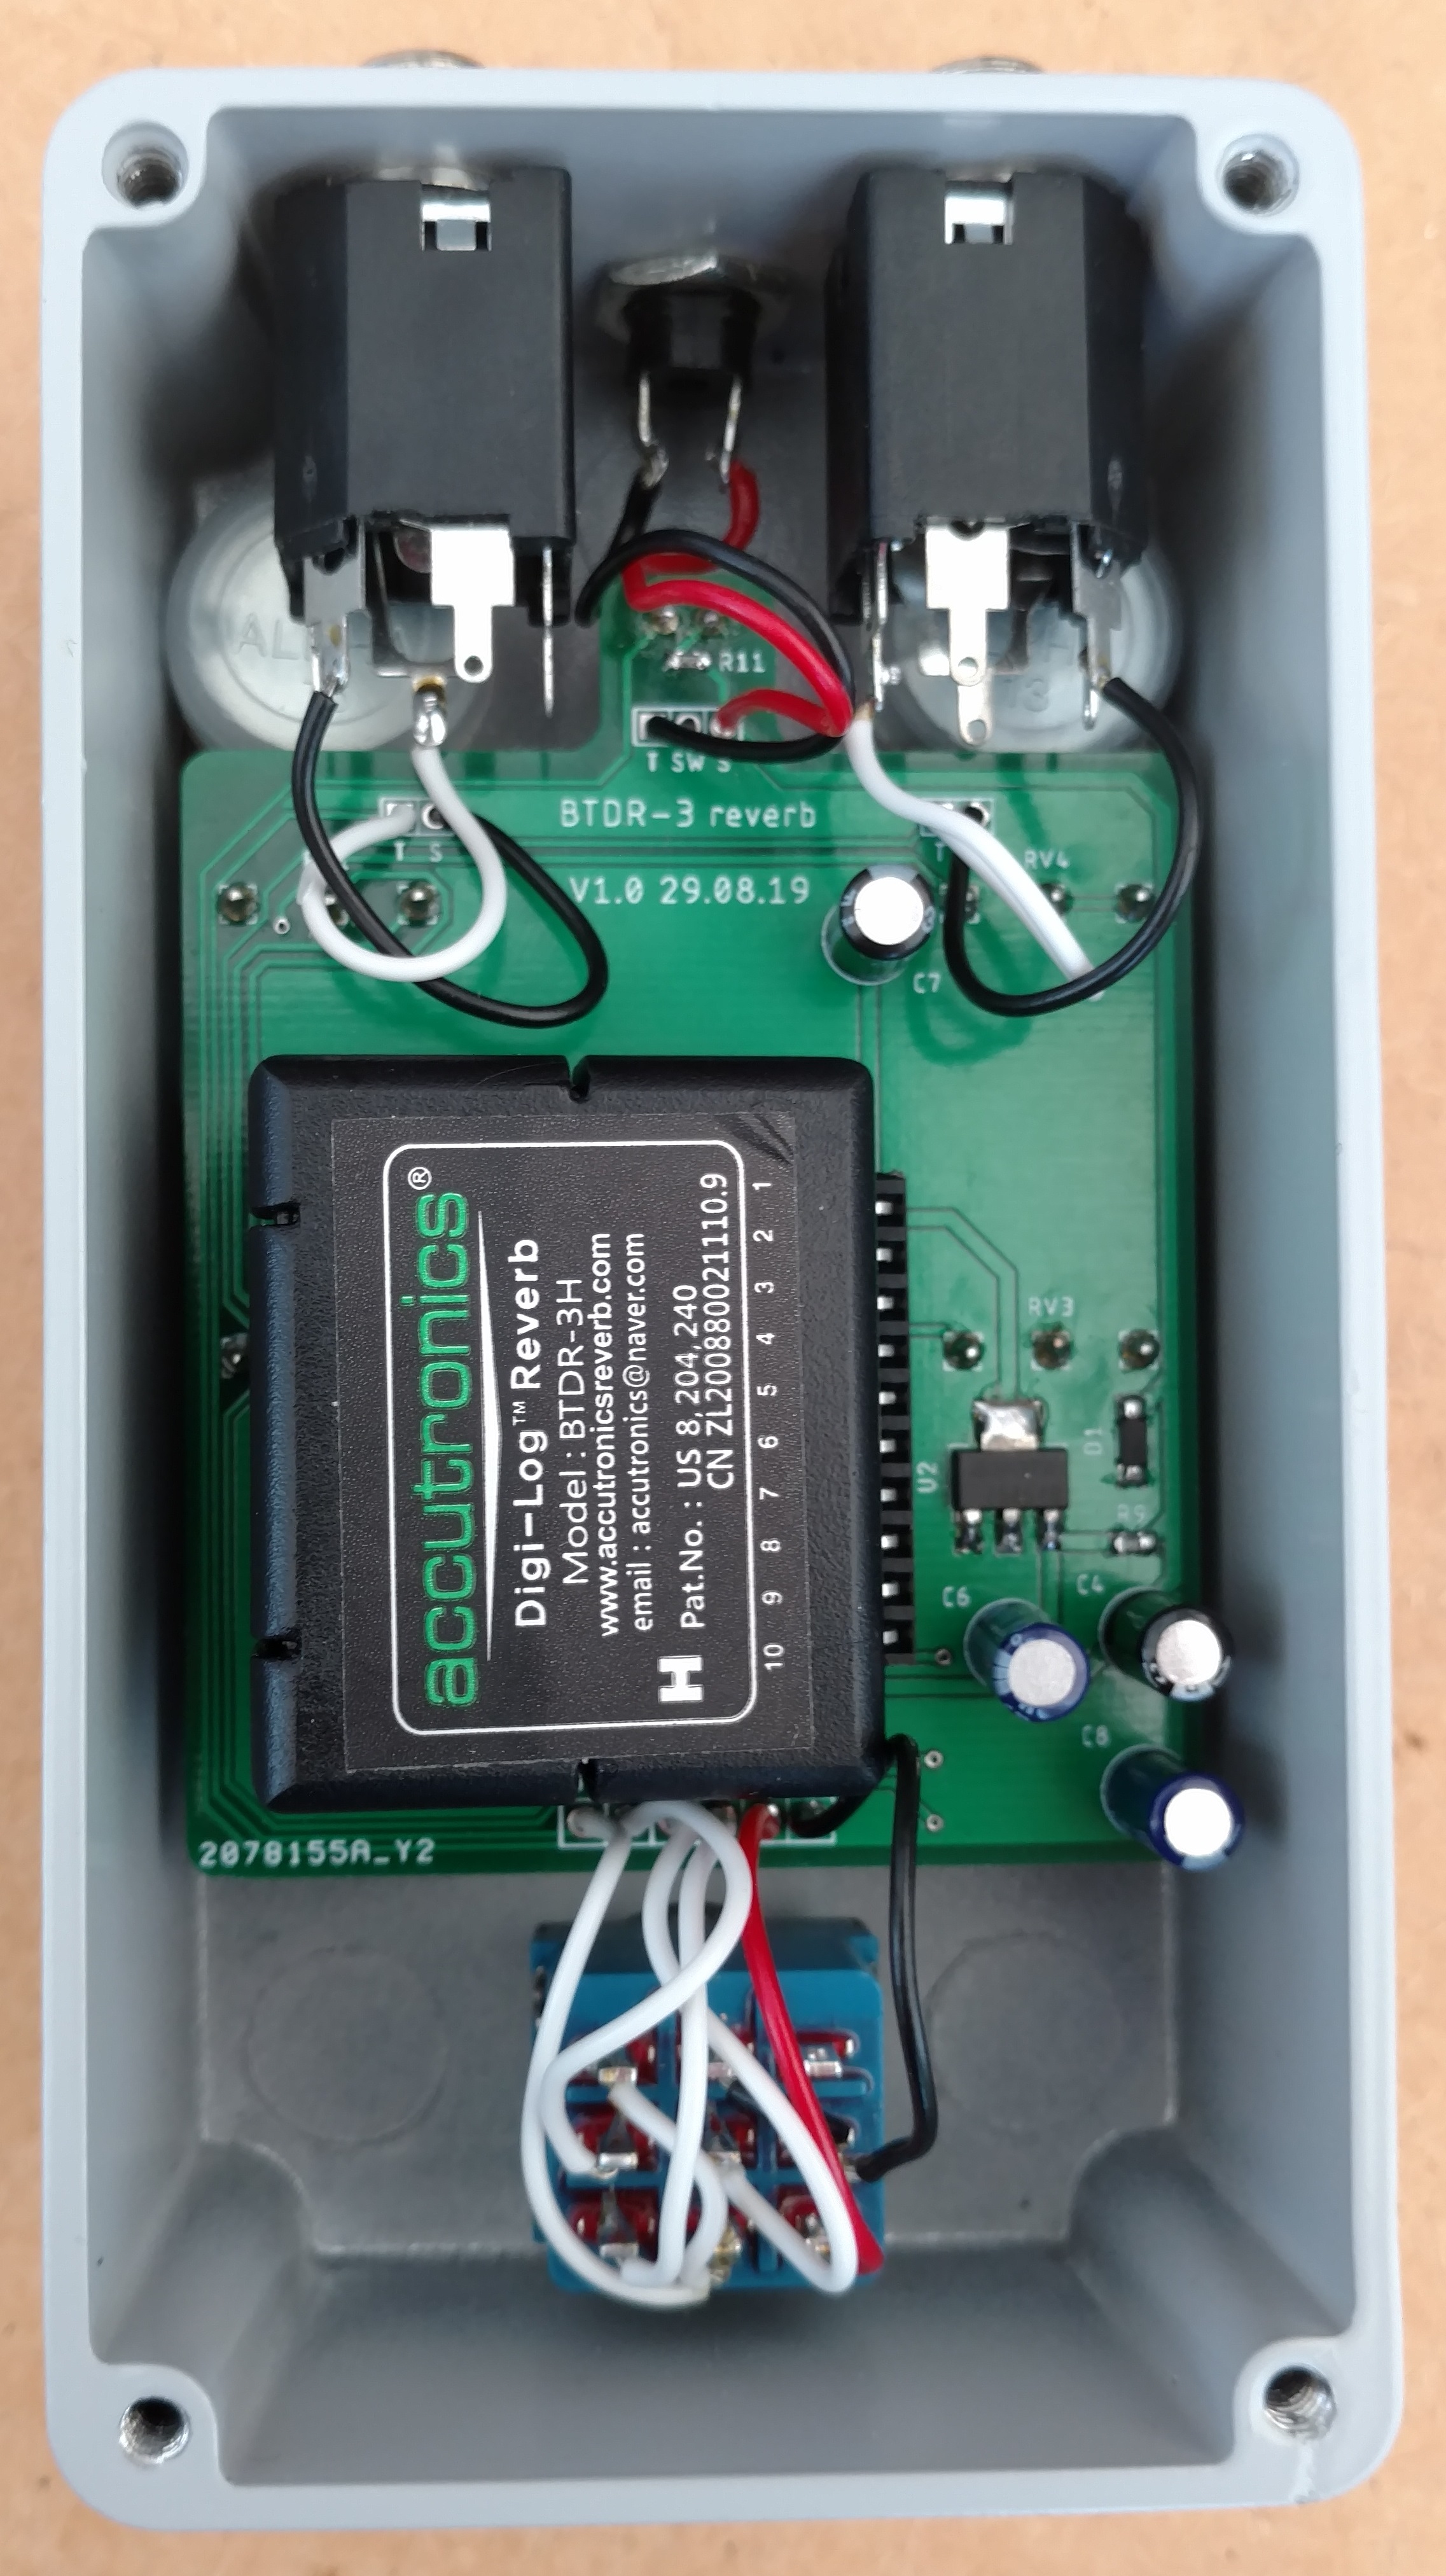 AL
R11
T SW S
BTDR-3 reverb
T S
T
RV4
V1.0 29.08.19
C7
accutronics®
Digi-Log™ Reverb
Model : BTDR-3H
www.accutronicsreverb.com
email : accutronics@naver.com
H Pat.No. : US 8,204,240
CN ZL200880021110.9
1 2 3 4 5 6 7 8 9 10
RV3
D1
U2
R9
C6
C4
C8
2078155A_Y2